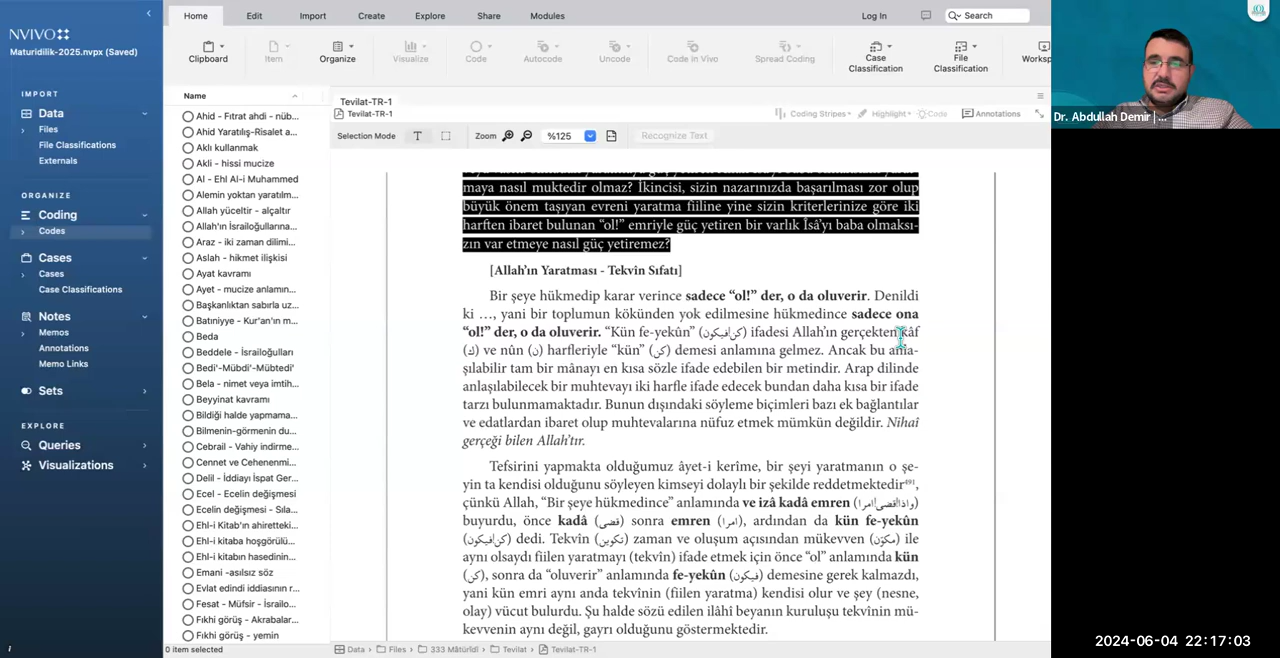 NVIVO
Maturidilik-2025.nvpx (Saved)
IMPORT
Data
Files
File Classifications
Externals
ORGANIZE
Coding
Codes
Cases
Cases
Case Classifications
Notes
Memos
Annotations
Memo Links
Sets
EXPLORE
Queries
Visualizations
Home Edit Import Create Explore Share Modules Log In Search
Clipboard Item Organize Visualize Code Autocode Uncode Code In Vivo Spread Coding Case Classification File Classification Worksp
Name
Ahid - Fıtrat ahdi - nüb...
Ahid Yaratılış-Risalet a...
Aklı kullanmak
Akli - hissi mucize
Al - Ehl Al-i Muhammed
Alemin yoktan yaratılm...
Allah yüceltir - alçaltır
Allah'ın İsrailoğullarına...
Araz - iki zaman dilimi...
Aslah - hikmet ilişkisi
Ayat kavramı
Ayet - mucize anlamın...
Başkanlıktan sabırla uz...
Batıniyye - Kur'an'ın m...
Beda
Beddele - İsrailoğulları
Bedi'-Mübdi'-Mübtedi'
Bela - nimet veya imtih...
Beyyinat kavramı
Bildiği halde yapmama...
Bilmenin-görmenin du...
Cebrail - Vahiy indirme...
Cennet ve Cehenenmi...
Delil - İddiayı İspat Ger...
Ecel - Ecelin değişmesi
Ecelin değişmesi - Sıla...
Ehl-i Kitab'ın ahiretteki...
Ehl-i kitaba hoşgörülü...
Ehl-i kitabın hasedinin...
Emani -asılsız söz
Evlat edindi iddiasının r...
Fesat - Müfsir - İsrailo...
Fıkhi görüş - Akrabalar...
Fıkhi görüş - yemin
0 item selected
Tevilat-TR-1
Tevilat-TR-1
Coding Stripes Highlight Code Annotations
Selection Mode Zoom %125 Recognize Text
maya nasıl muktedir olmaz? İkincisi, sizin nazarınızda başarılması zor olup
büyük önem taşıyan evreni yaratma fiiline yine sizin kriterlerinize göre iki
harften ibaret bulunan “ol!” emriyle güç yetiren bir varlık Îsâ’yı baba olmaksı-
zın var etmeye nasıl güç yetiremez?
[Allah’ın Yaratması - Tekvîn Sıfatı]
Bir şeye hükmedip karar verince sadece “ol!” der, o da oluverir. Denildi
ki …, yani bir toplumun kökünden yok edilmesine hükmedince sadece ona
“ol!” der, o da oluverir. “Kün fe-yekûn” (كن فيكون) ifadesi Allah’ın gerçekten kâf
(ك) ve nûn (ن) harfleriyle “kün” (كن) demesi anlamına gelmez. Ancak bu anla-
şılabilir tam bir mânayı en kısa sözle ifade edebilen bir metindir. Arap dilinde
anlaşılabilecek bir muhtevayı iki harfle ifade edecek bundan daha kısa bir ifade
tarzı bulunmamaktadır. Bunun dışındaki söyleme biçimleri bazı ek bağlantılar
ve edatlardan ibaret olup muhtevalarına nüfuz etmek mümkün değildir. Nihaî
gerçeği bilen Allah’tır.
Tefsirini yapmakta olduğumuz âyet-i kerîme, bir şeyi yaratmanın o şe-
yin ta kendisi olduğunu söyleyen kimseyi dolaylı bir şekilde reddetmektedir491,
çünkü Allah, “Bir şeye hükmedince” anlamında ve izâ kadâ emren (واذا قضى امرا)
buyurdu, önce kadâ (قضى) sonra emren (امرا), ardından da kün fe-yekûn
(كن فيكون) dedi. Tekvîn (تكوين) zaman ve oluşum açısından mükevven (مكوّن) ile
aynı olsaydı fiilen yaratmayı (tekvîn) ifade etmek için önce “ol” anlamında kün
(كن), sonra da “oluverir” anlamında fe-yekûn (فيكون) demesine gerek kalmazdı,
yani kün emri aynı anda tekvînin (fiilen yaratma) kendisi olur ve şey (nesne,
olay) vücut bulurdu. Şu halde sözü edilen ilâhî beyanın kuruluşu tekvînin mü-
kevvenin aynı değil, gayrı olduğunu göstermektedir.
Data Files 333 Mâtürîdî Tevilat Tevilat-TR-1
Dr. Abdullah Demir | ...
2024-06-04 22:17:03